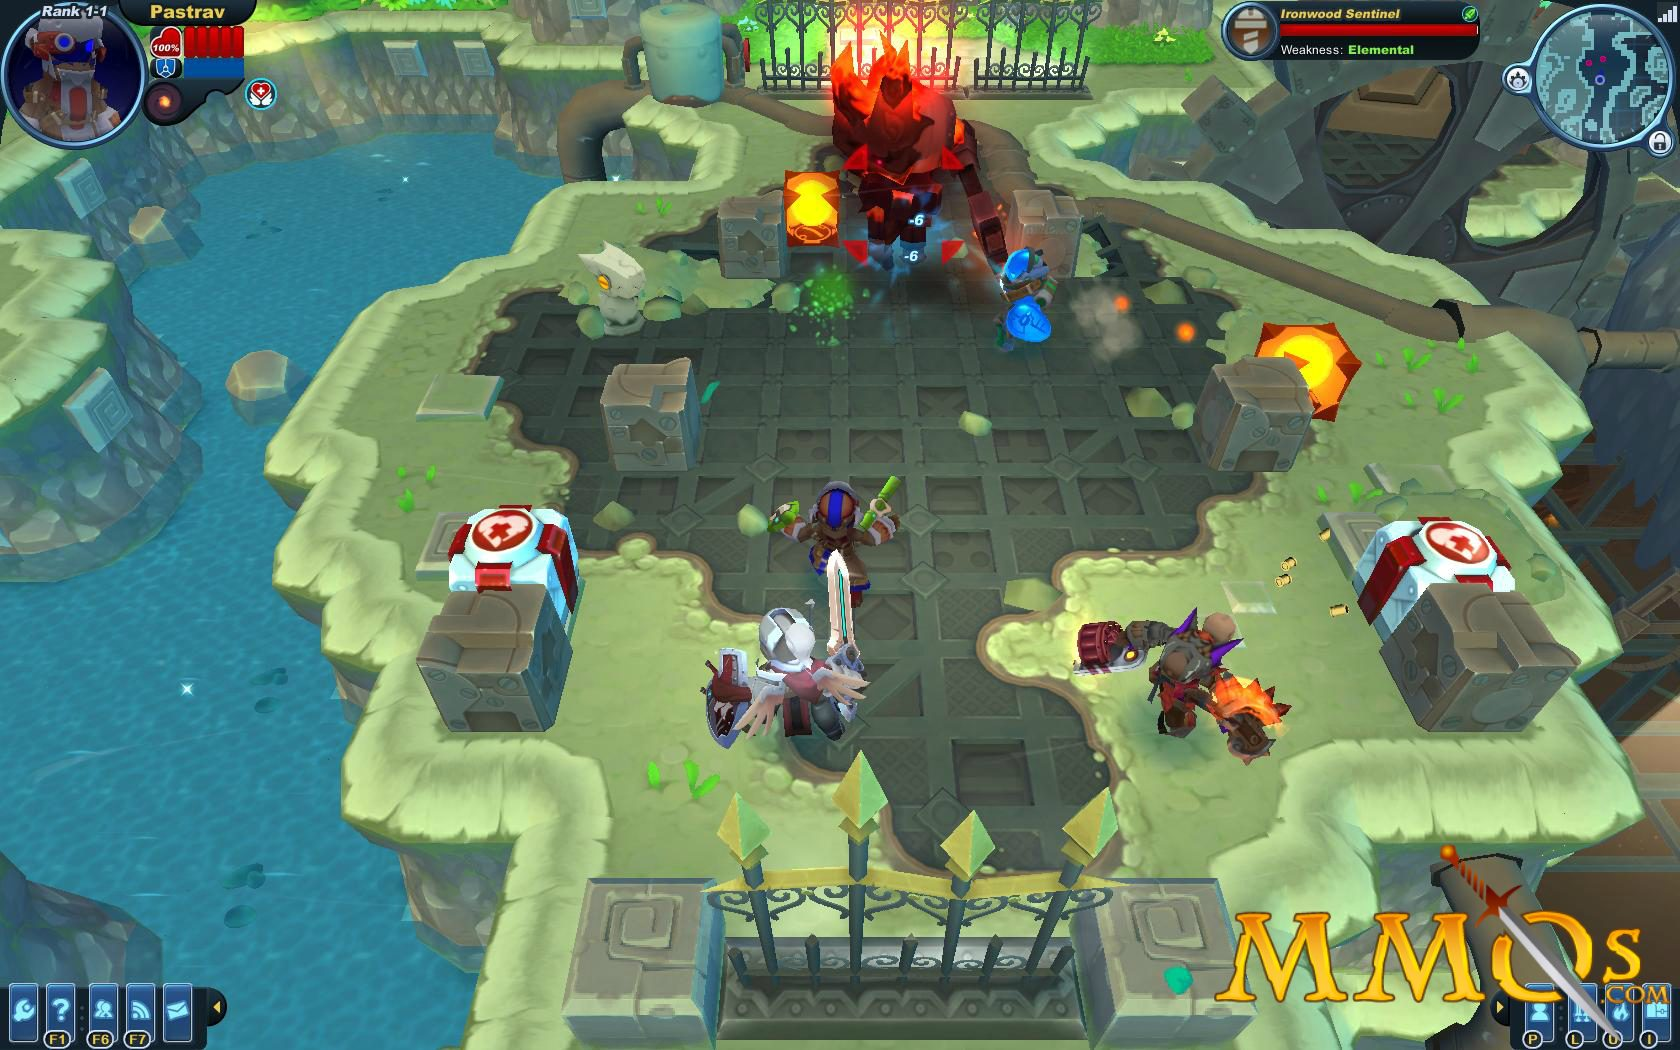 Rank 1-1
Pastrav
100%
Ironwood Sentinel
Weakness: Elemental
-6
-6
MMOs
.COM
?
F1
F6
F7
P
L
U
I